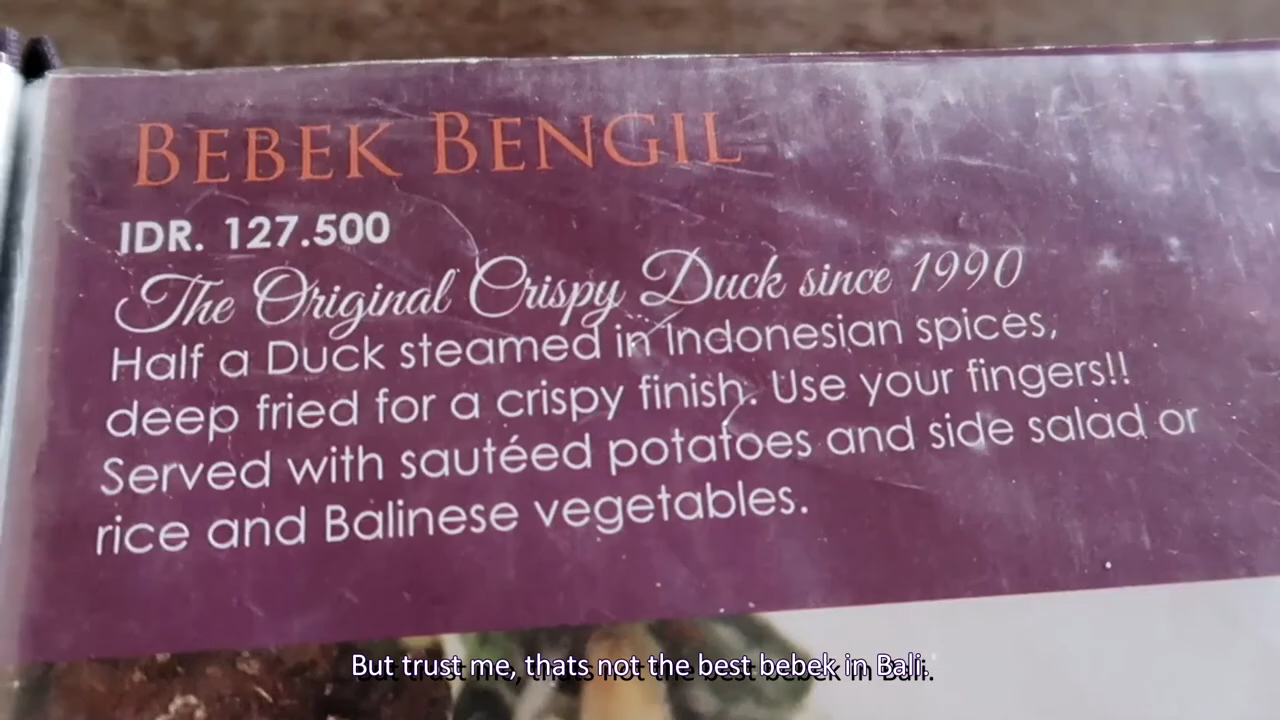 BEBEK BENGIL
IDR. 127.500
The Original Crispy Duck since 1990
Half a Duck steamed in Indonesian spices,
deep fried for a crispy finish. Use your fingers!!
Served with sautéed potatoes and side salad or
rice and Balinese vegetables.
But trust me, thats not the best bebek in Bali.